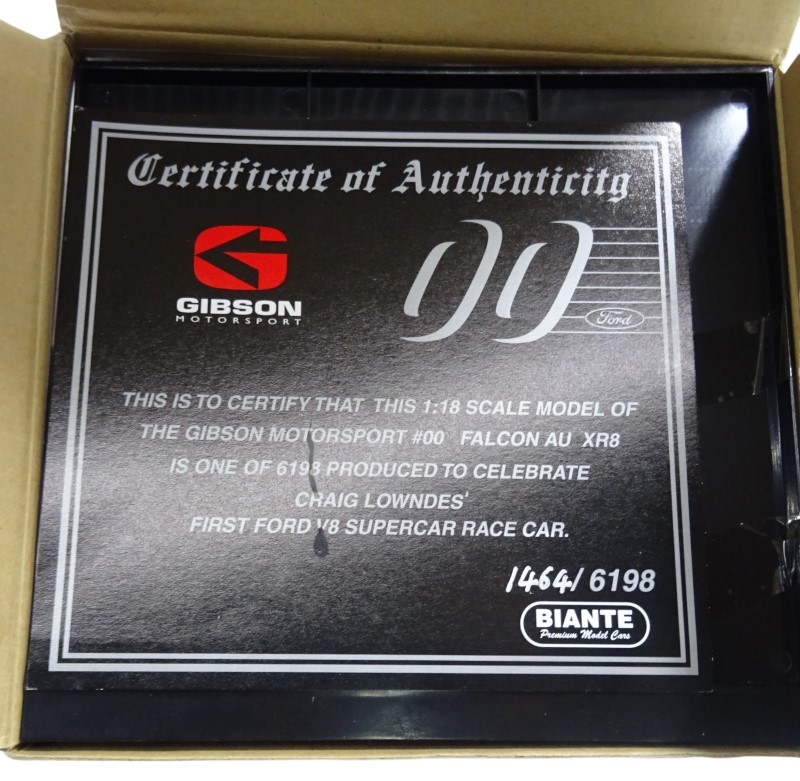 Certificate of Authenticitg
00
GIBSON
MOTORSPORT
Ford
THIS IS TO CERTIFY THAT THIS 1:18 SCALE MODEL OF
THE GIBSON MOTORSPORT #00 FALCON AU XR8
IS ONE OF 6198 PRODUCED TO CELEBRATE
CHAIG LOWNDES'
FIRST FORD V8 SUPERCAR RACE CAR.
1464/ 6198
BIANTE
Premium Model Cars